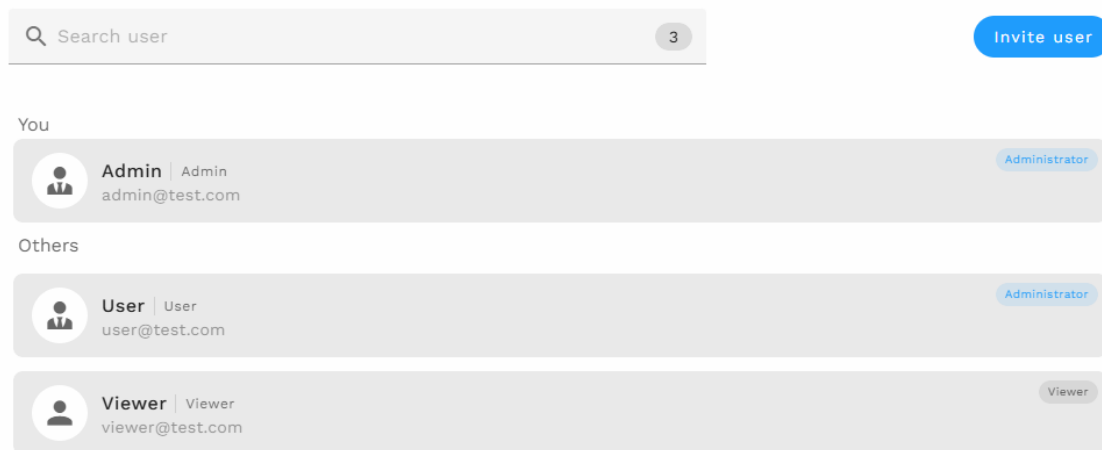 Search user 3 Invite user
You
Admin Admin Administrator
admin@test.com
Others
User User Administrator
user@test.com
Viewer Viewer Viewer
viewer@test.com